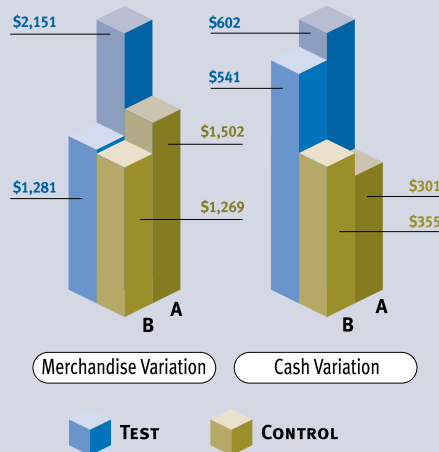 $2,151
$1,281
$1,502
$1,269
B A
Merchandise Variation
$602
$541
$301
$355
B A
Cash Variation
TEST
CONTROL